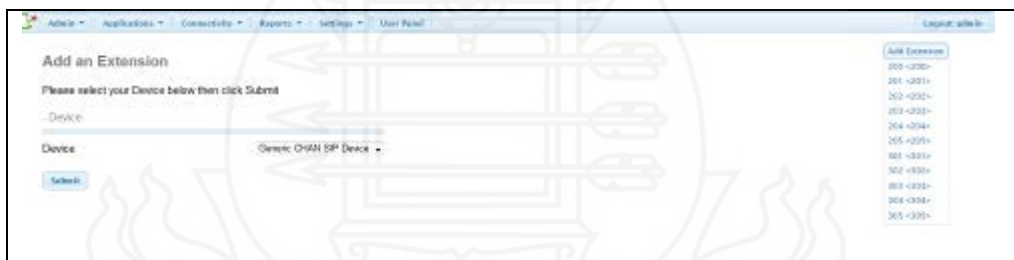 Admin Applications Connectivity Reports Settings User Panel Logout: admin
Add an Extension
Please select your Device below then click Submit
- Device
Device Generic CHAN SIP Device
Submit
Add Extension
200 <200>
201 <201>
202 <202>
203 <203>
204 <204>
205 <205>
301 <301>
302 <302>
303 <303>
304 <304>
305 <305>